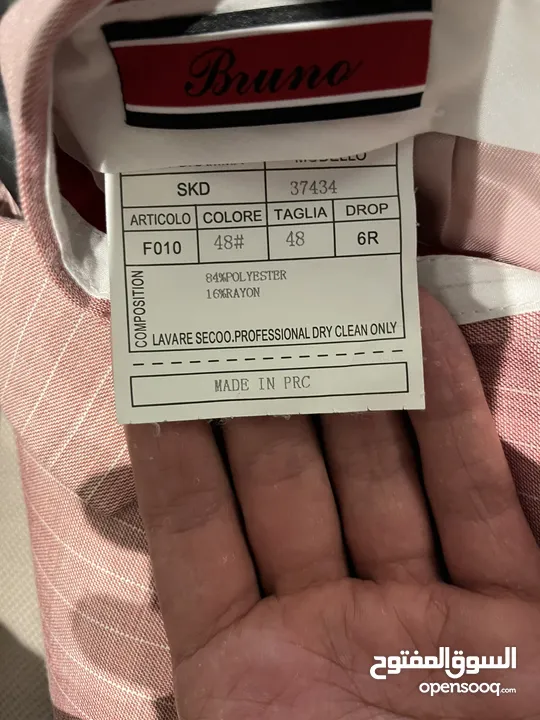 Bruno
MODELLO
SKD 37434
ARTICOLO COLORE TAGLIA DROP
F010 48# 48 6R
COMPOSITION
84%POLYESTER
16%RAYON
LAVARE SECOO.PROFESSIONAL DRY CLEAN ONLY
MADE IN PRC
السوق المفتوح
opensooq.com